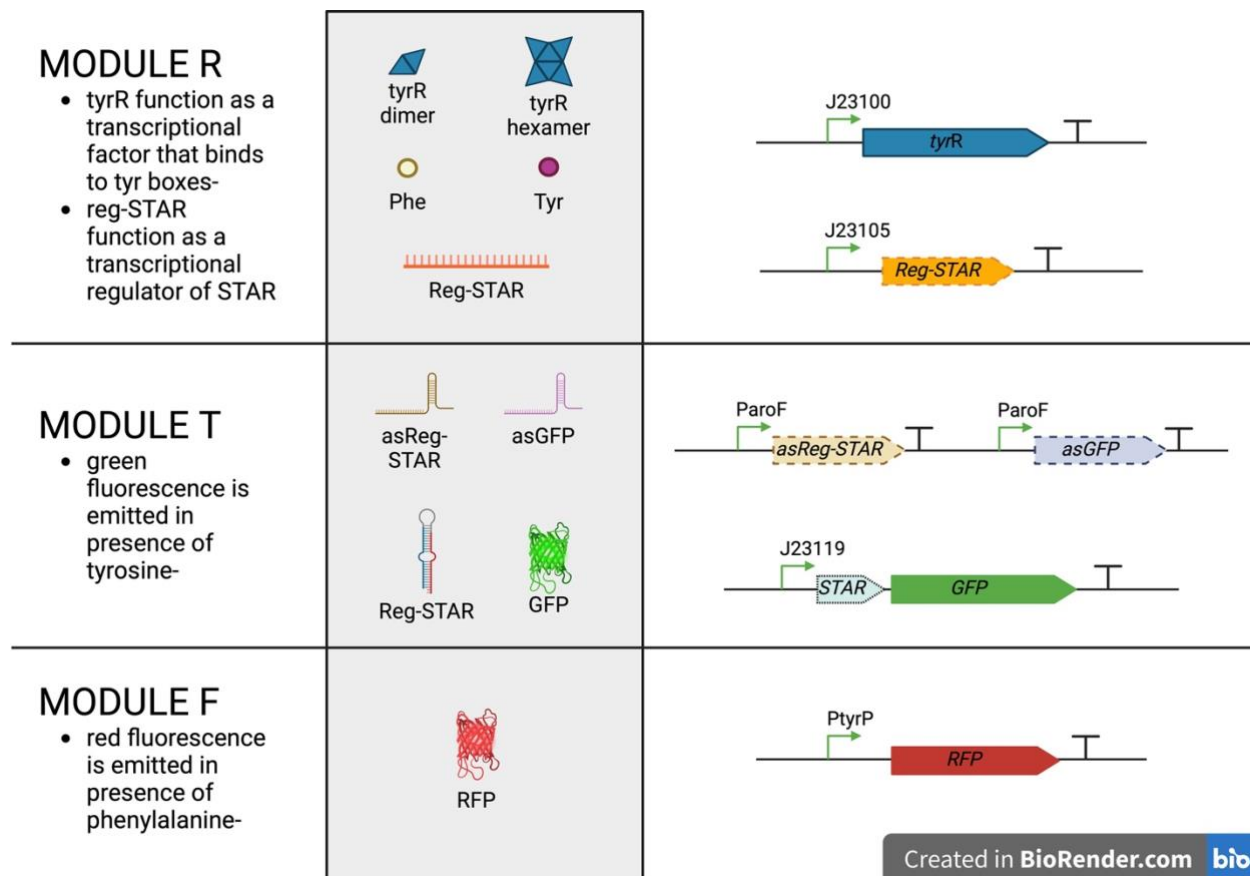 MODULE R
• tyrR function as a
transcriptional
factor that binds
to tyr boxes-
• reg-STAR
function as a
transcriptional
regulator of STAR
tyrR
dimer
tyrR
hexamer
Phe
Tyr
Reg-STAR
J23100
tyrR
J23105
Reg-STAR
MODULE T
• green
fluorescence is
emitted in
presence of
tyrosine-
asReg-
STAR
asGFP
Reg-STAR
GFP
ParoF
asReg-STAR
ParoF
asGFP
J23119
STAR
GFP
MODULE F
• red fluorescence
is emitted in
presence of
phenylalanine-
RFP
PtyrP
RFP
Created in BioRender.com bio